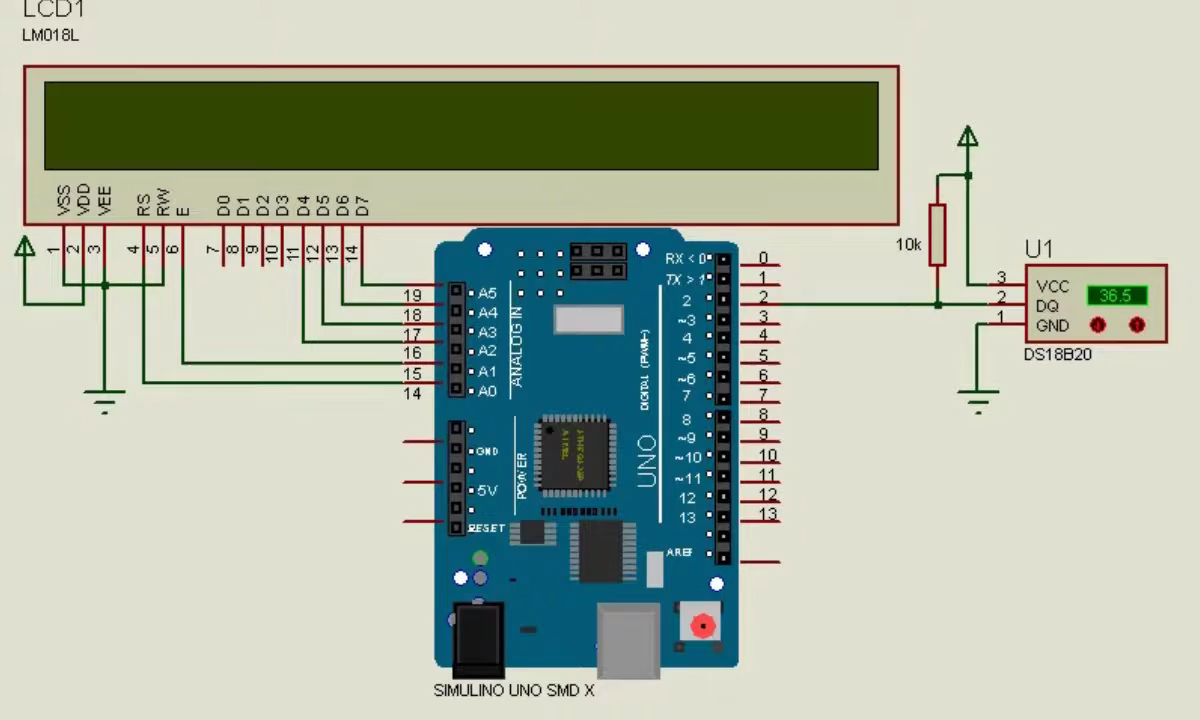 LCD1
LM018L
VSS
VDD
VEE
RS
RW
E
D0
D1
D2
D3
D4
D5
D6
D7
1
2
3
4
5
6
7
8
9
10
11
12
13
14
19
18
17
16
15
14
A5
A4
A3
A2
A1
A0
ANALOG IN
GND
5V
RESET
POWER
RX < 0
TX > 1
2
~3
4
~5
~6
7
8
~9
~10
~11
12
13
AREF
DIGITAL (PWM~)
UNO
0
1
2
3
4
5
6
7
8
9
10
11
12
13
10k
U1
3
2
1
VCC
DQ
GND
36.5
DS18B20
SIMULINO UNO SMD X